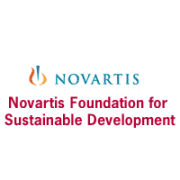 NOVARTIS
Novartis Foundation for
Sustainable Development